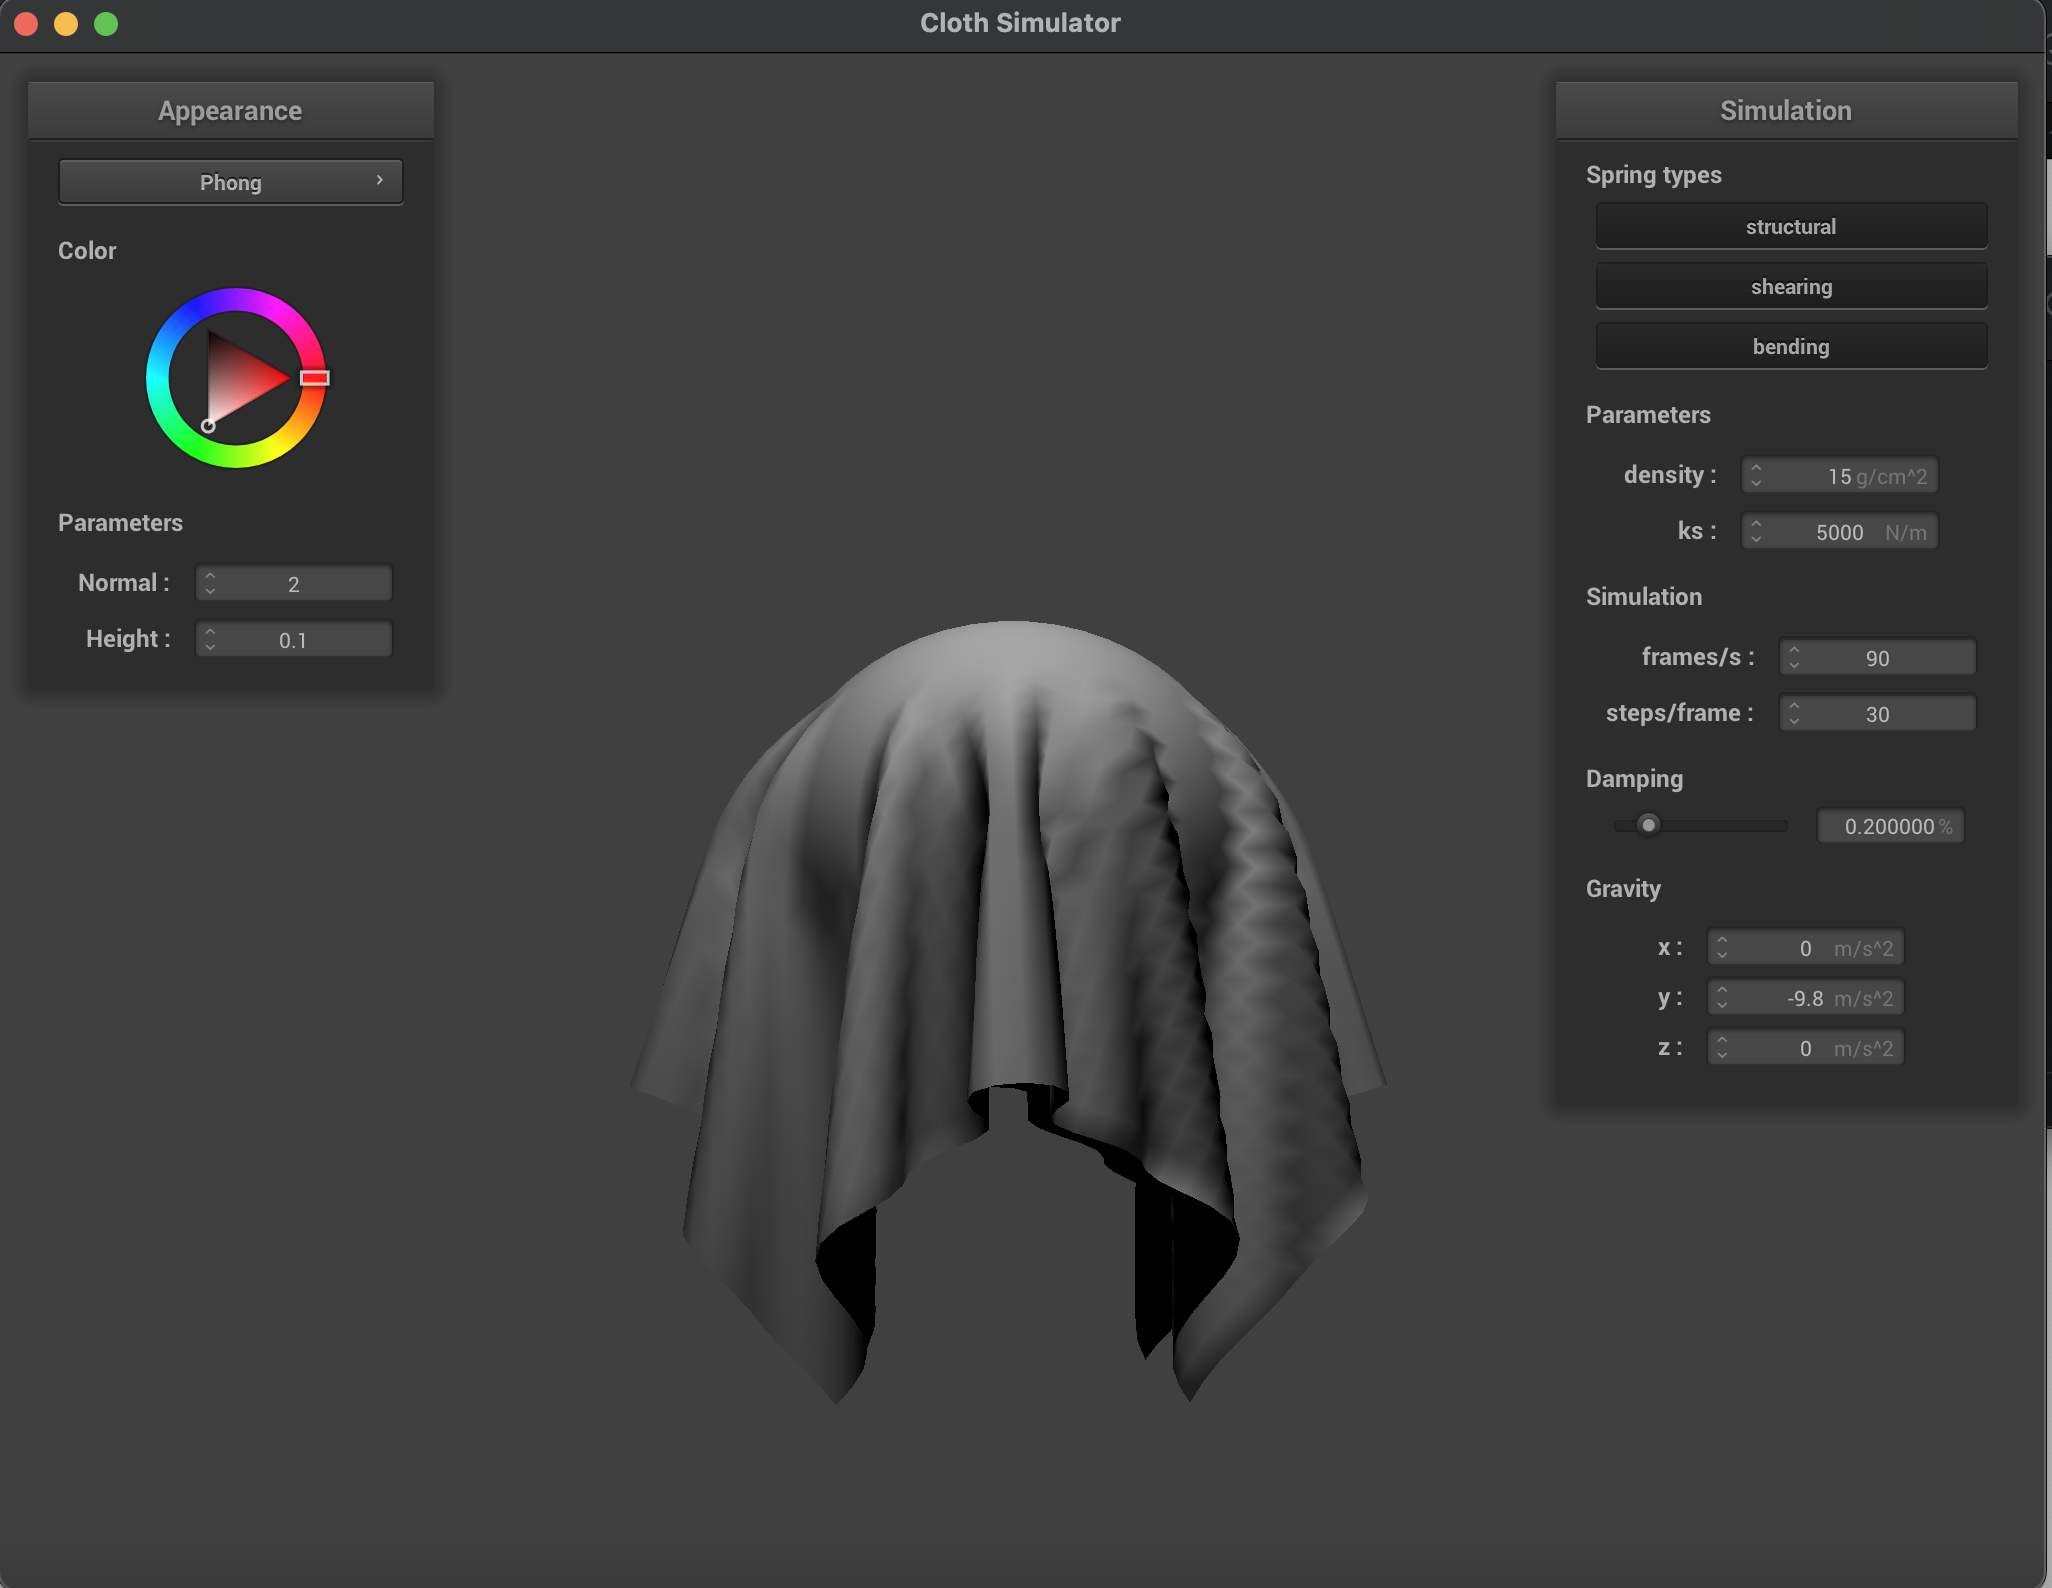 Cloth Simulator
Appearance
Phong
Color
Parameters
Normal : 2
Height : 0.1
Simulation
Spring types
structural
shearing
bending
Parameters
density : 15 g/cm^2
ks : 5000 N/m
Simulation
frames/s : 90
steps/frame : 30
Damping
0.200000 %
Gravity
x : 0 m/s^2
y : -9.8 m/s^2
z : 0 m/s^2